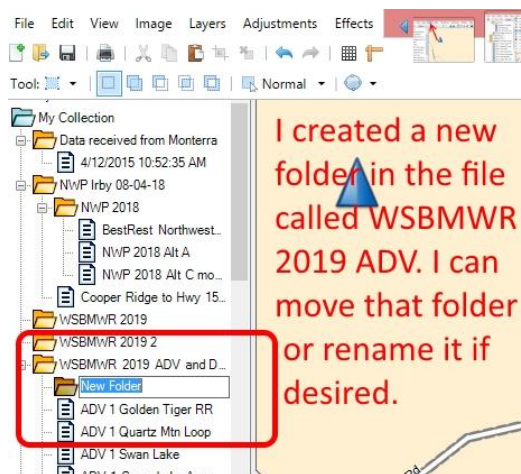 File Edit View Image Layers Adjustments Effects
Tool: Normal
My Collection
Data received from Monterra
4/12/2015 10:52:35 AM
NWP Irby 08-04-18
NWP 2018
BestRest Northwest...
NWP 2018 Alt A
NWP 2018 Alt C mo...
Cooper Ridge to Hwy 15...
WSBMWR 2019
WSBMWR 2019 2
WSBMWR 2019 ADV and D...
New Folder
ADV 1 Golden Tiger RR
ADV 1 Quartz Mtn Loop
ADV 1 Swan Lake
I created a new
folder in the file
called WSBMWR
2019 ADV. I can
move that folder
or rename it if
desired.
Rd